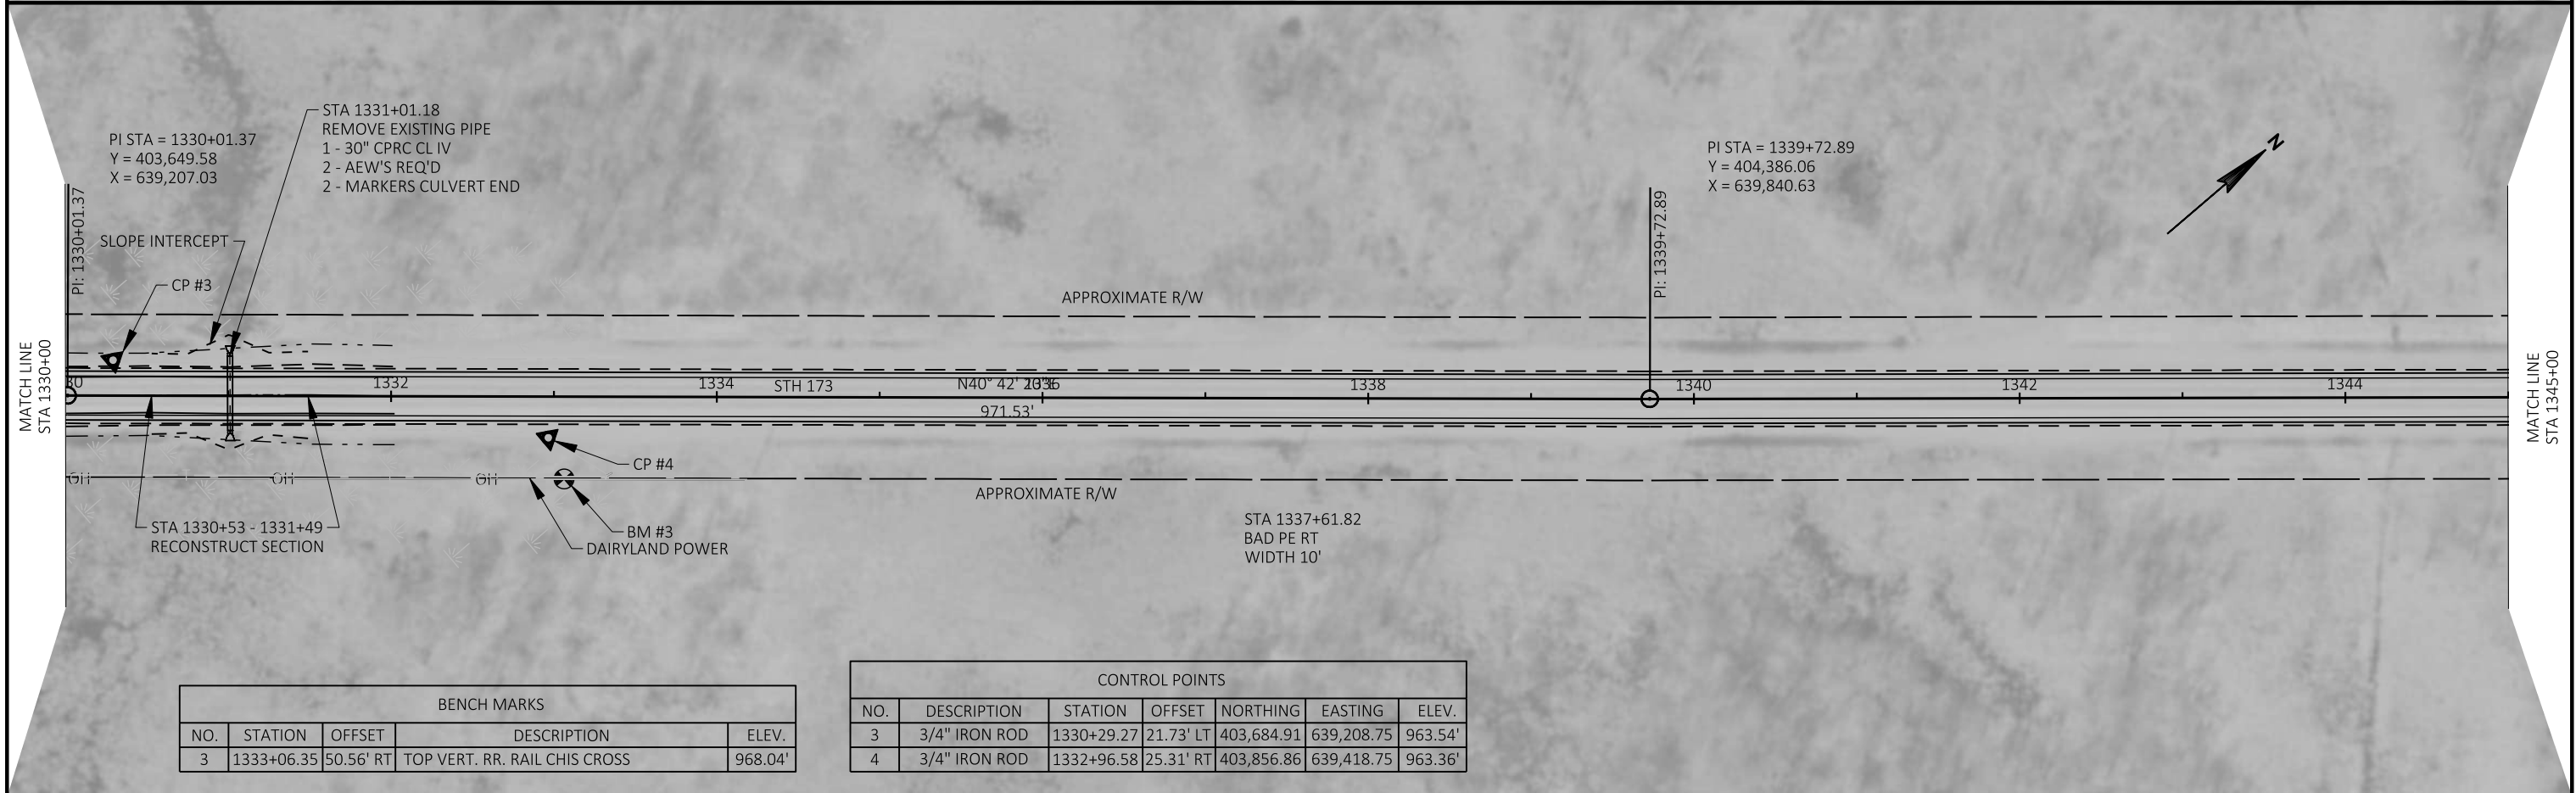 STA 1331+01.18
REMOVE EXISTING PIPE
1 - 30" CPRC CL IV
2 - AEW'S REQ'D
2 - MARKERS CULVERT END
PI STA = 1330+01.37
Y = 403,649.58
X = 639,207.03
PI STA = 1339+72.89
Y = 404,386.06
X = 639,840.63
N
PI: 1330+01.37
PI: 1339+72.89
SLOPE INTERCEPT
CP #3
APPROXIMATE R/W
MATCH LINE
STA 1330+00
MATCH LINE
STA 1345+00
30 1332 1334 STH 173 N40° 42' 1336 1338 1340 1342 1344
971.53'
CP #4
OH OH OH
APPROXIMATE R/W
STA 1330+53 - 1331+49
RECONSTRUCT SECTION
BM #3
DAIRYLAND POWER
STA 1337+61.82
BAD PE RT
WIDTH 10'
BENCH MARKS
NO. STATION OFFSET DESCRIPTION ELEV.
3 1333+06.35 50.56' RT TOP VERT. RR. RAIL CHIS CROSS 968.04'
CONTROL POINTS
NO. DESCRIPTION STATION OFFSET NORTHING EASTING ELEV.
3 3/4" IRON ROD 1330+29.27 21.73' LT 403,684.91 639,208.75 963.54'
4 3/4" IRON ROD 1332+96.58 25.31' RT 403,856.86 639,418.75 963.36'